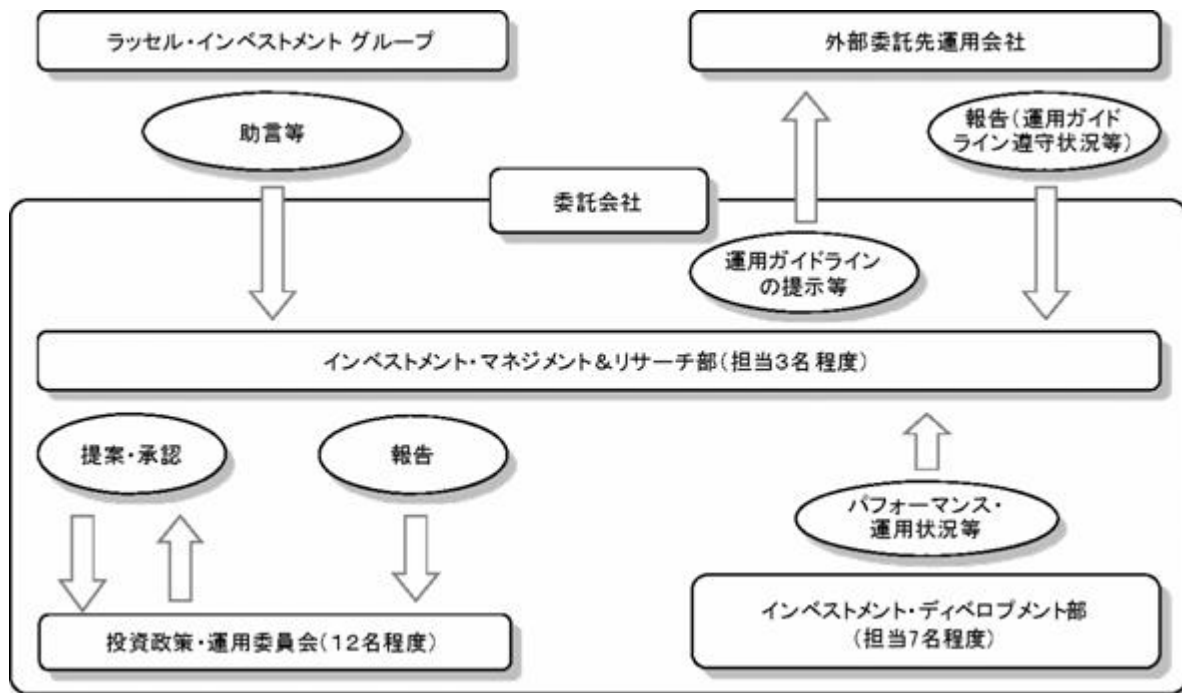 ラッセル・インベストメント グループ
外部委託先運用会社
助言等
報告（運用ガイド
ライン遵守状況等）
委託会社
運用ガイドライン
の提示等
インベストメント・マネジメント＆リサーチ部（担当３名程度）
提案・承認
報告
パフォーマンス・
運用状況等
投資政策・運用委員会（１２名程度）
インベストメント・ディベロプメント部
（担当7名程度）